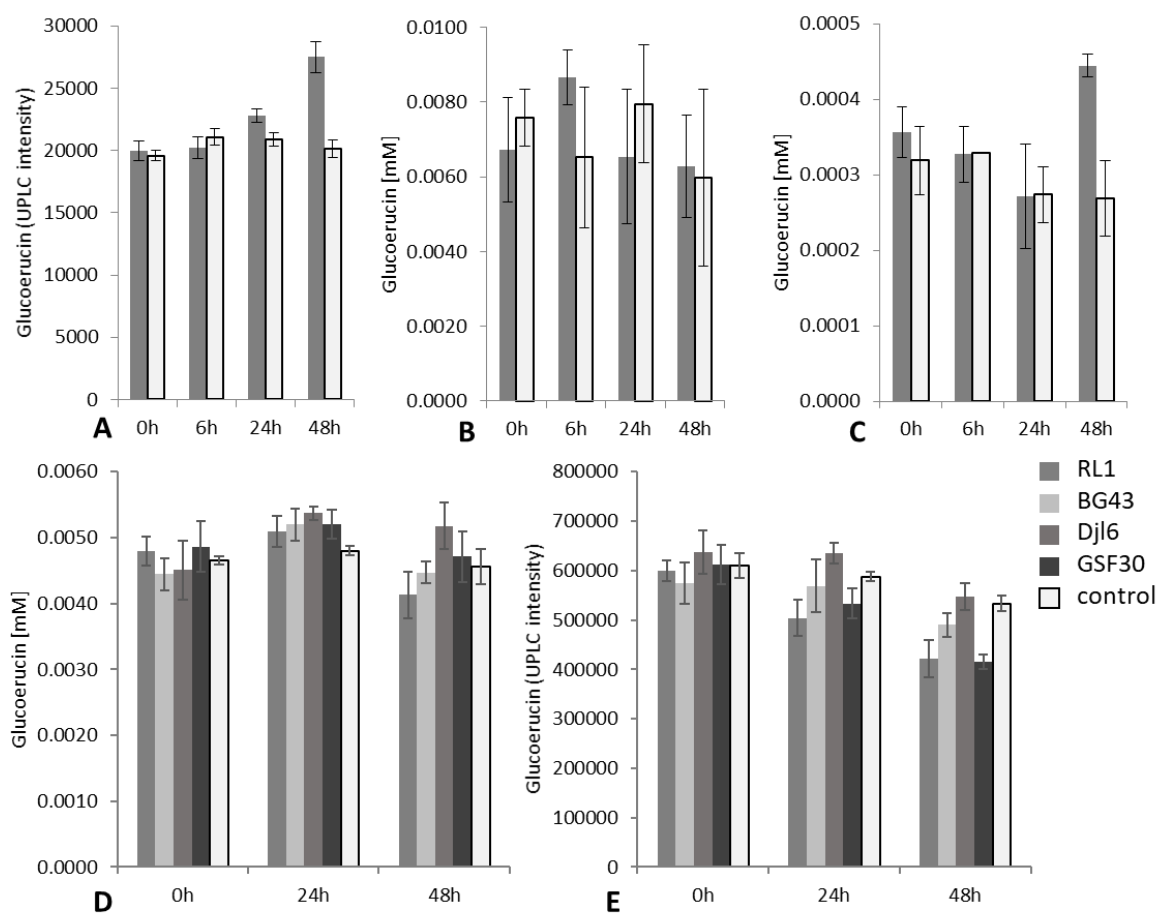 Glucoerucin (UPLC intensity)
30000
25000
20000
15000
10000
5000
0
A
0h 6h 24h 48h
Glucoerucin [mM]
0.0100
0.0080
0.0060
0.0040
0.0020
0.0000
B
0h 6h 24h 48h
Glucoerucin [mM]
0.0005
0.0004
0.0003
0.0002
0.0001
0.0000
C
0h 6h 24h 48h
Glucoerucin [mM]
0.0060
0.0050
0.0040
0.0030
0.0020
0.0010
0.0000
D
0h 24h 48h
Glucoerucin (UPLC intensity)
800000
700000
600000
500000
400000
300000
200000
100000
0
E
0h 24h 48h
RL1
BG43
Djl6
GSF30
control